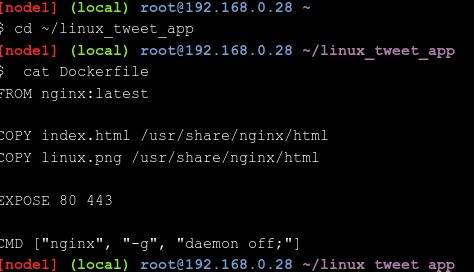 [node1] (local) root@192.168.0.28 ~
$ cd ~/linux_tweet_app
[node1] (local) root@192.168.0.28 ~/linux_tweet_app
$  cat Dockerfile
FROM nginx:latest
COPY index.html /usr/share/nginx/html
COPY linux.png /usr/share/nginx/html
EXPOSE 80 443
CMD ["nginx", "-g", "daemon off;"]
[node1] (local) root@192.168.0.28 ~/linux_tweet_app